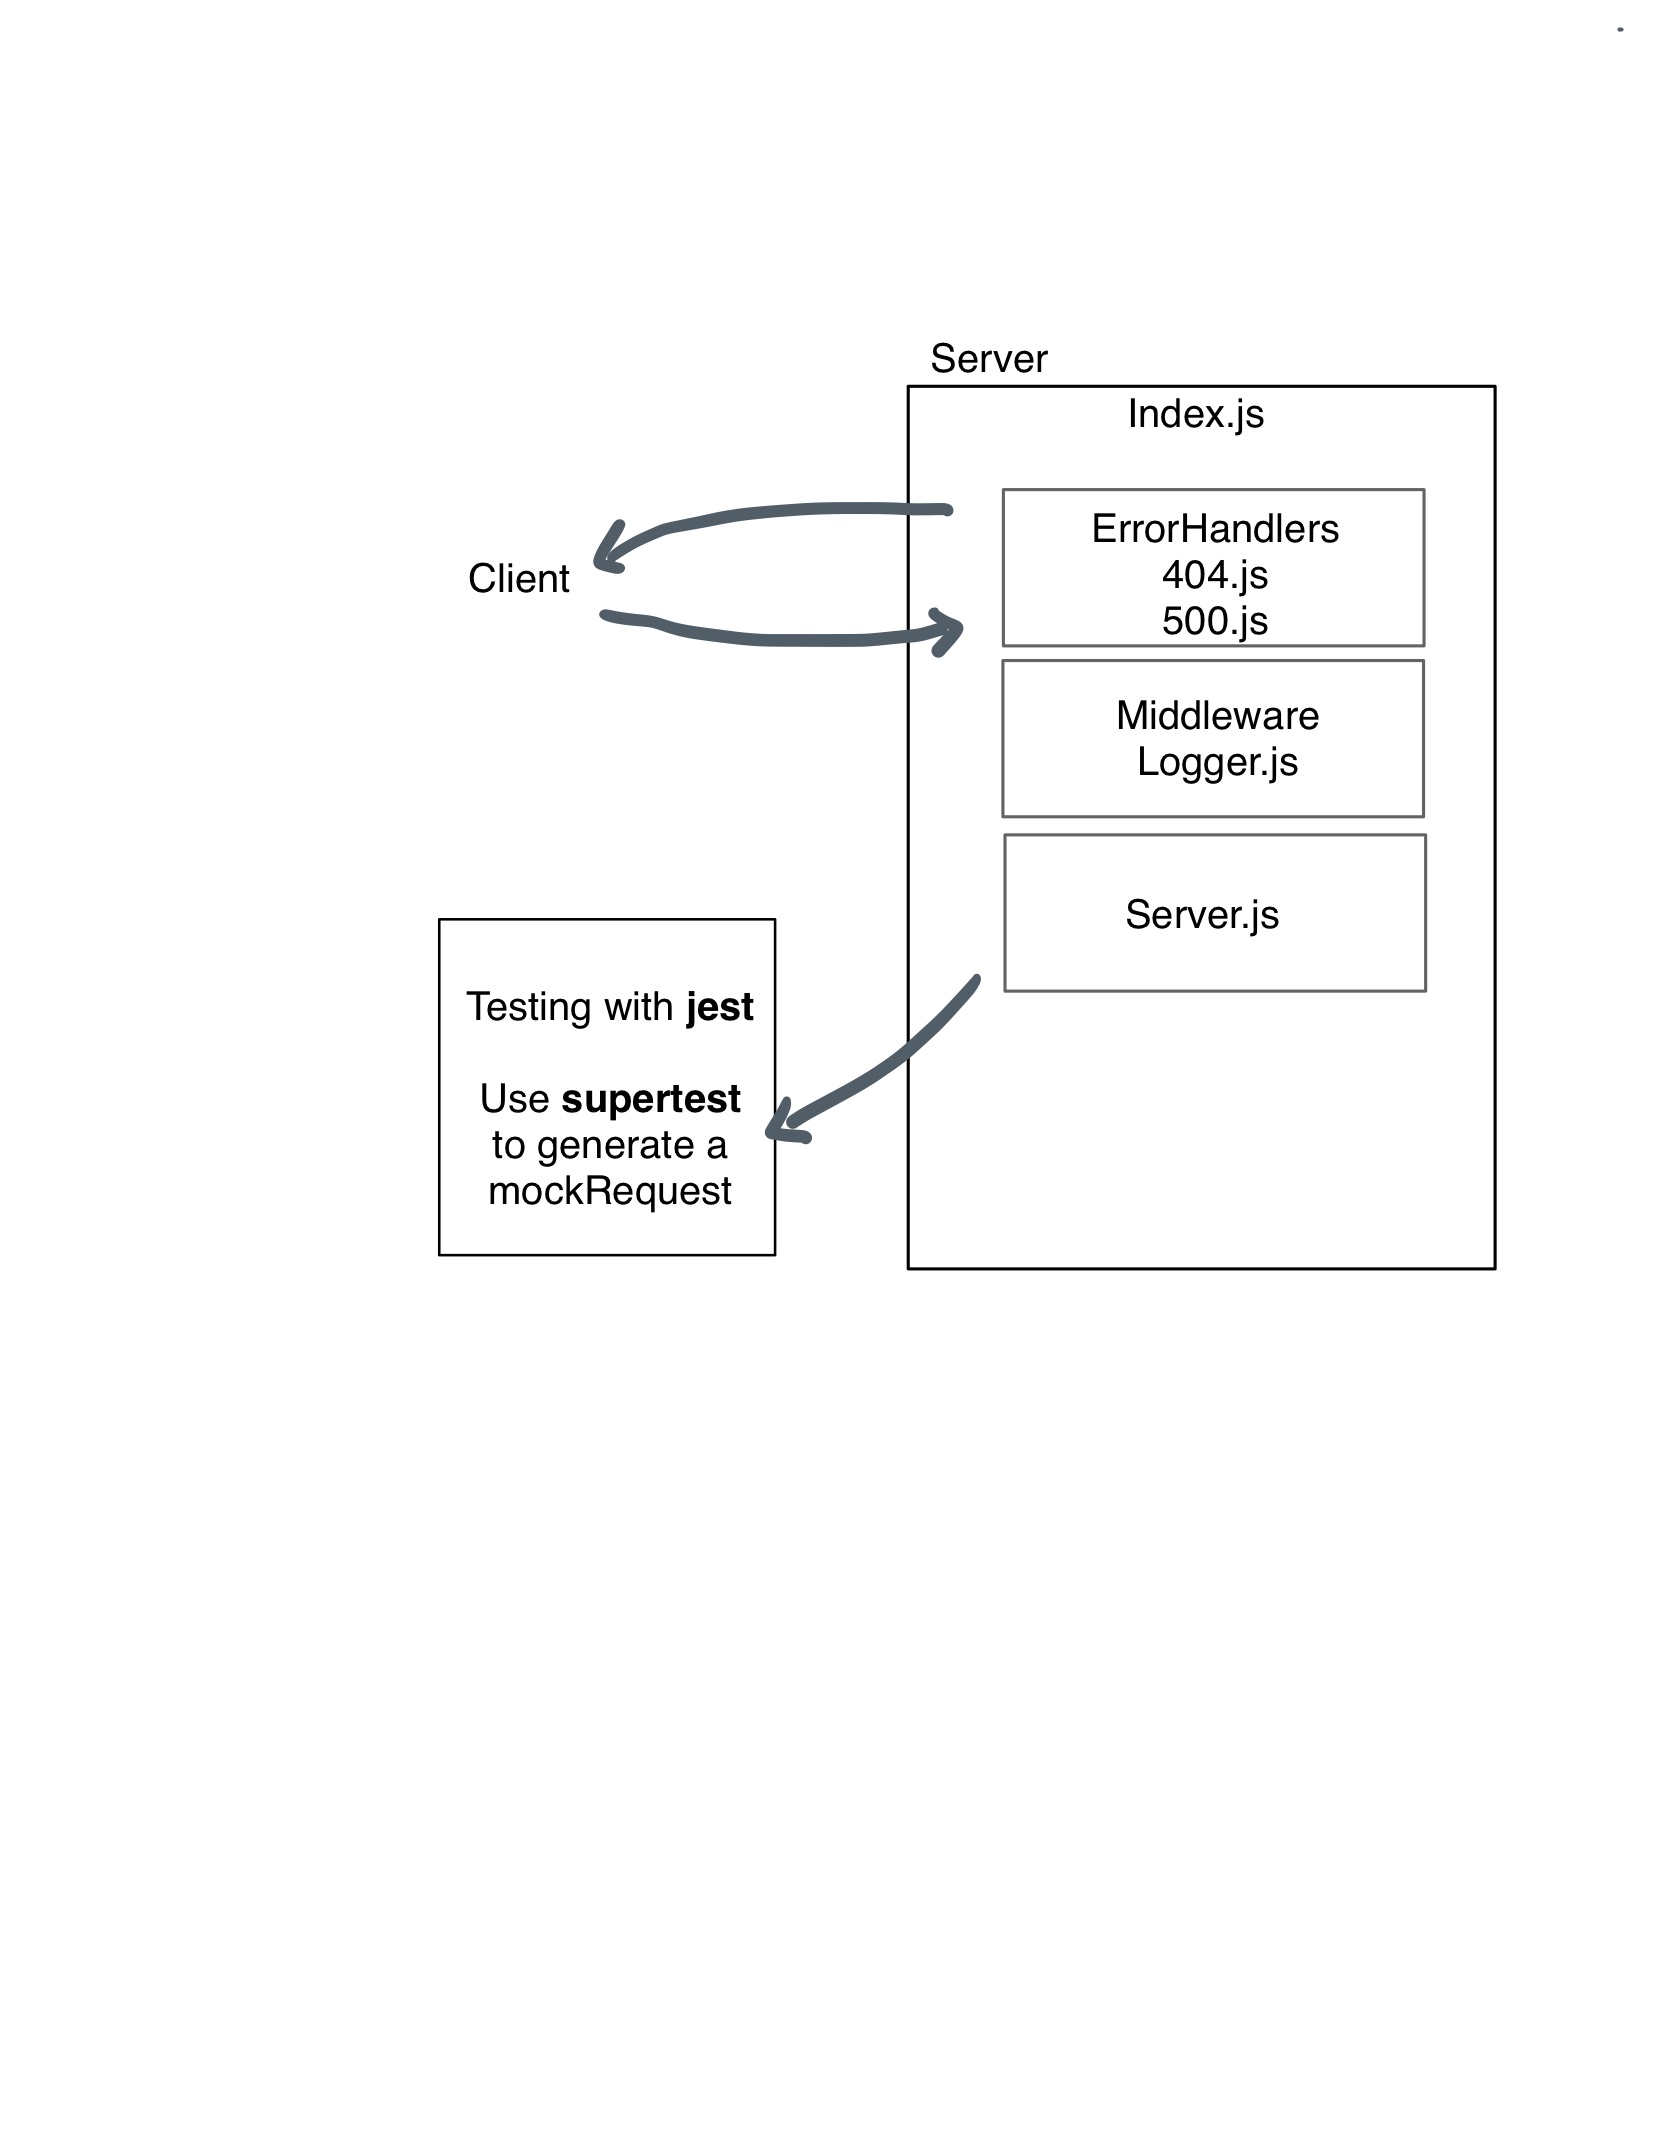 Server
Index.js
ErrorHandlers
404.js
500.js
Client
Middleware
Logger.js
Server.js
Testing with jest
Use supertest
to generate a
mockRequest